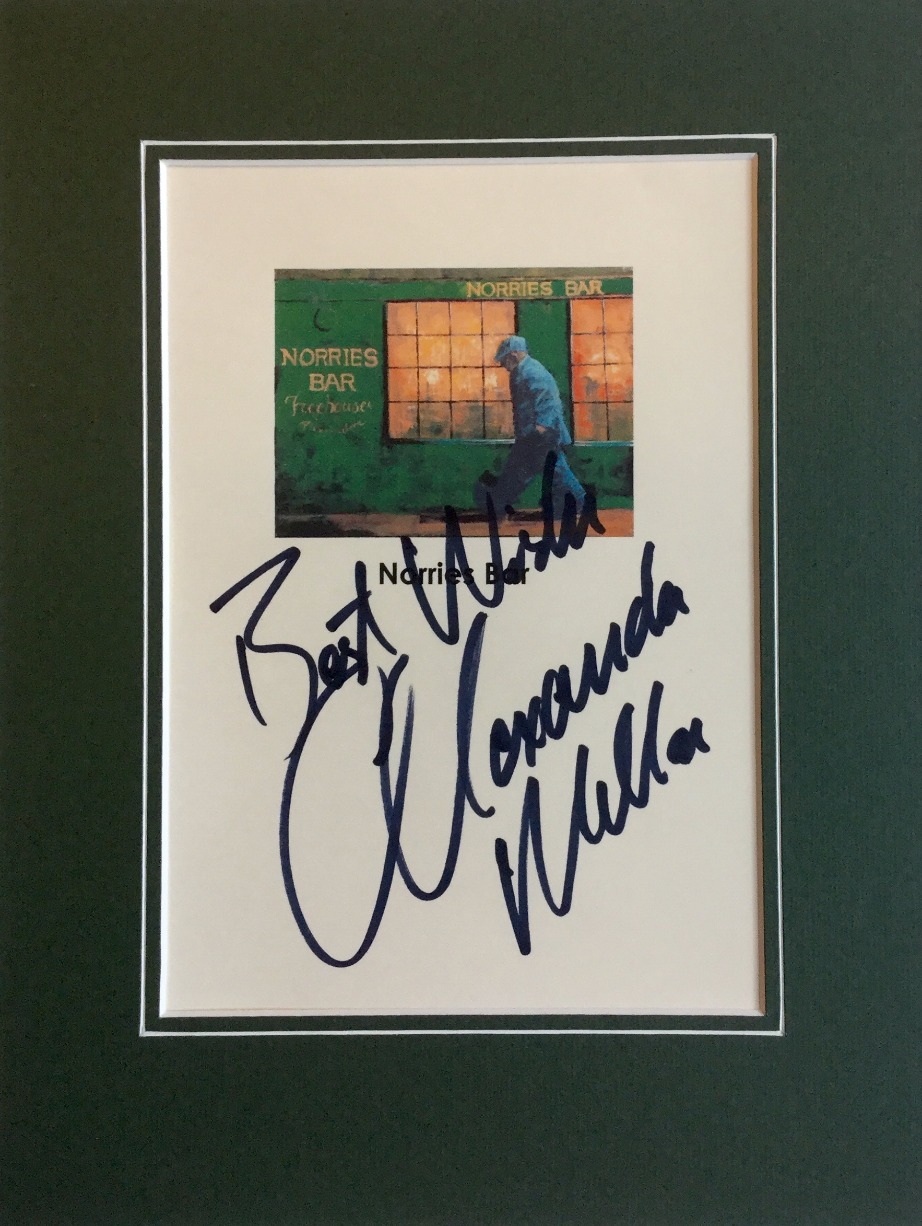 NORRIES BAR
NORRIES
BAR
Freehouse
Norries Bar
Best Wishes
Alexander
Millar